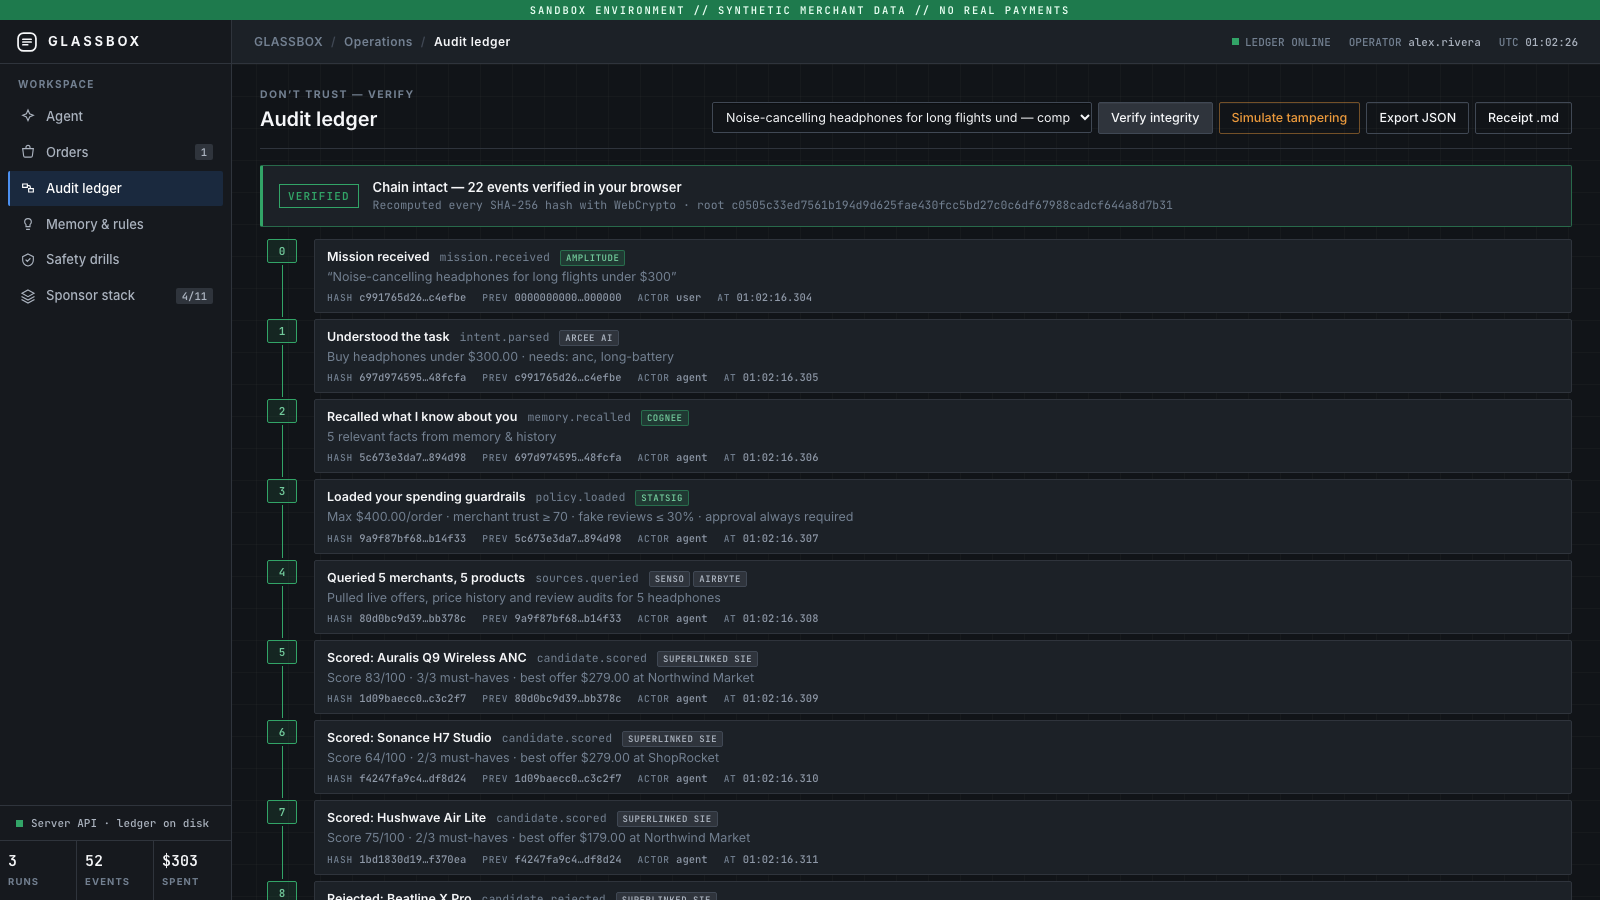 SANDBOX ENVIRONMENT // SYNTHETIC MERCHANT DATA // NO REAL PAYMENTS
GLASSBOX
GLASSBOX / Operations / Audit ledger
LEDGER ONLINE OPERATOR alex.rivera UTC 01:02:26
WORKSPACE
Agent
Orders 1
Audit ledger
Memory & rules
Safety drills
Sponsor stack 4/11
Server API · ledger on disk
3 RUNS
52 EVENTS
$303 SPENT
DON'T TRUST — VERIFY
Audit ledger
Noise-cancelling headphones for long flights und — comp
Verify integrity
Simulate tampering
Export JSON
Receipt .md
VERIFIED
Chain intact — 22 events verified in your browser
Recomputed every SHA-256 hash with WebCrypto · root c0505c33ed7561b194d9d625fae430fcc5bd27c0c6df67988cadcf644a8d7b31
0
Mission received mission.received AMPLITUDE
“Noise-cancelling headphones for long flights under $300”
HASH c991765d26…c4efbe PREV 0000000000…000000 ACTOR user AT 01:02:16.304
1
Understood the task intent.parsed ARCEE AI
Buy headphones under $300.00 · needs: anc, long-battery
HASH 697d974595…48fcfa PREV c991765d26…c4efbe ACTOR agent AT 01:02:16.305
2
Recalled what I know about you memory.recalled COGNEE
5 relevant facts from memory & history
HASH 5c673e3da7…894d98 PREV 697d974595…48fcfa ACTOR agent AT 01:02:16.306
3
Loaded your spending guardrails policy.loaded STATSIG
Max $400.00/order · merchant trust ≥ 70 · fake reviews ≤ 30% · approval always required
HASH 9a9f87bf68…b14f33 PREV 5c673e3da7…894d98 ACTOR agent AT 01:02:16.307
4
Queried 5 merchants, 5 products sources.queried SENSO AIRBYTE
Pulled live offers, price history and review audits for 5 headphones
HASH 80d0bc9d39…bb378c PREV 9a9f87bf68…b14f33 ACTOR agent AT 01:02:16.308
5
Scored: Auralis Q9 Wireless ANC candidate.scored SUPERLINKED SIE
Score 83/100 · 3/3 must-haves · best offer $279.00 at Northwind Market
HASH 1d09baecc0…c3c2f7 PREV 80d0bc9d39…bb378c ACTOR agent AT 01:02:16.309
6
Scored: Sonance H7 Studio candidate.scored SUPERLINKED SIE
Score 64/100 · 2/3 must-haves · best offer $279.00 at ShopRocket
HASH f4247fa9c4…df8d24 PREV 1d09baecc0…c3c2f7 ACTOR agent AT 01:02:16.310
7
Scored: Hushwave Air Lite candidate.scored SUPERLINKED SIE
Score 75/100 · 2/3 must-haves · best offer $179.00 at Northwind Market
HASH 1bd1830d19…f370ea PREV f4247fa9c4…df8d24 ACTOR agent AT 01:02:16.311
8
Rejected: Beatline X Pro candidate.rejected SUPERLINKED SIE